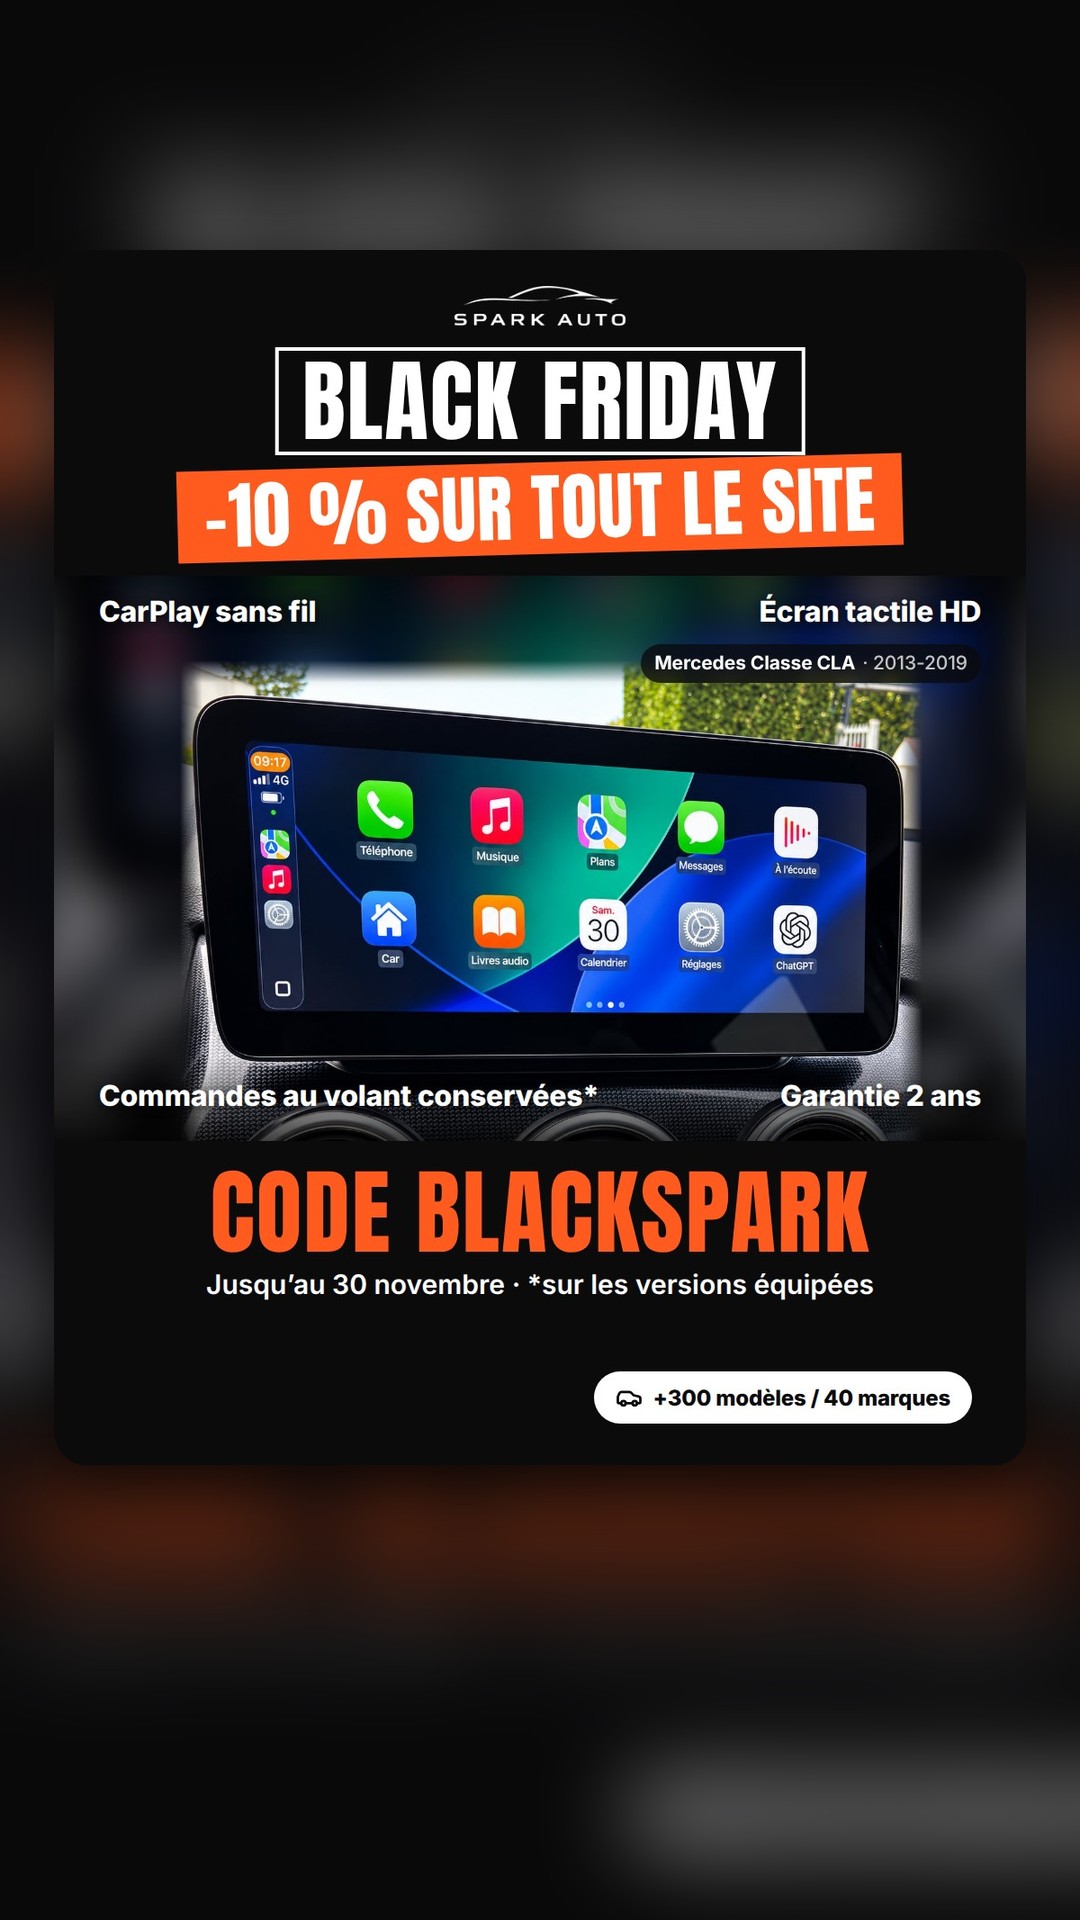 SPARK AUTO
BLACK FRIDAY
-10 % SUR TOUT LE SITE
CarPlay sans fil
Écran tactile HD
Mercedes Classe CLA · 2013-2019
09:17
4G
Téléphone
Musique
Plans
Messages
À l'écoute
Sam.
30
Car
Livres audio
Calendrier
Réglages
ChatGPT
Commandes au volant conservées*
Garantie 2 ans
CODE BLACKSPARK
Jusqu’au 30 novembre · *sur les versions équipées
+300 modèles / 40 marques